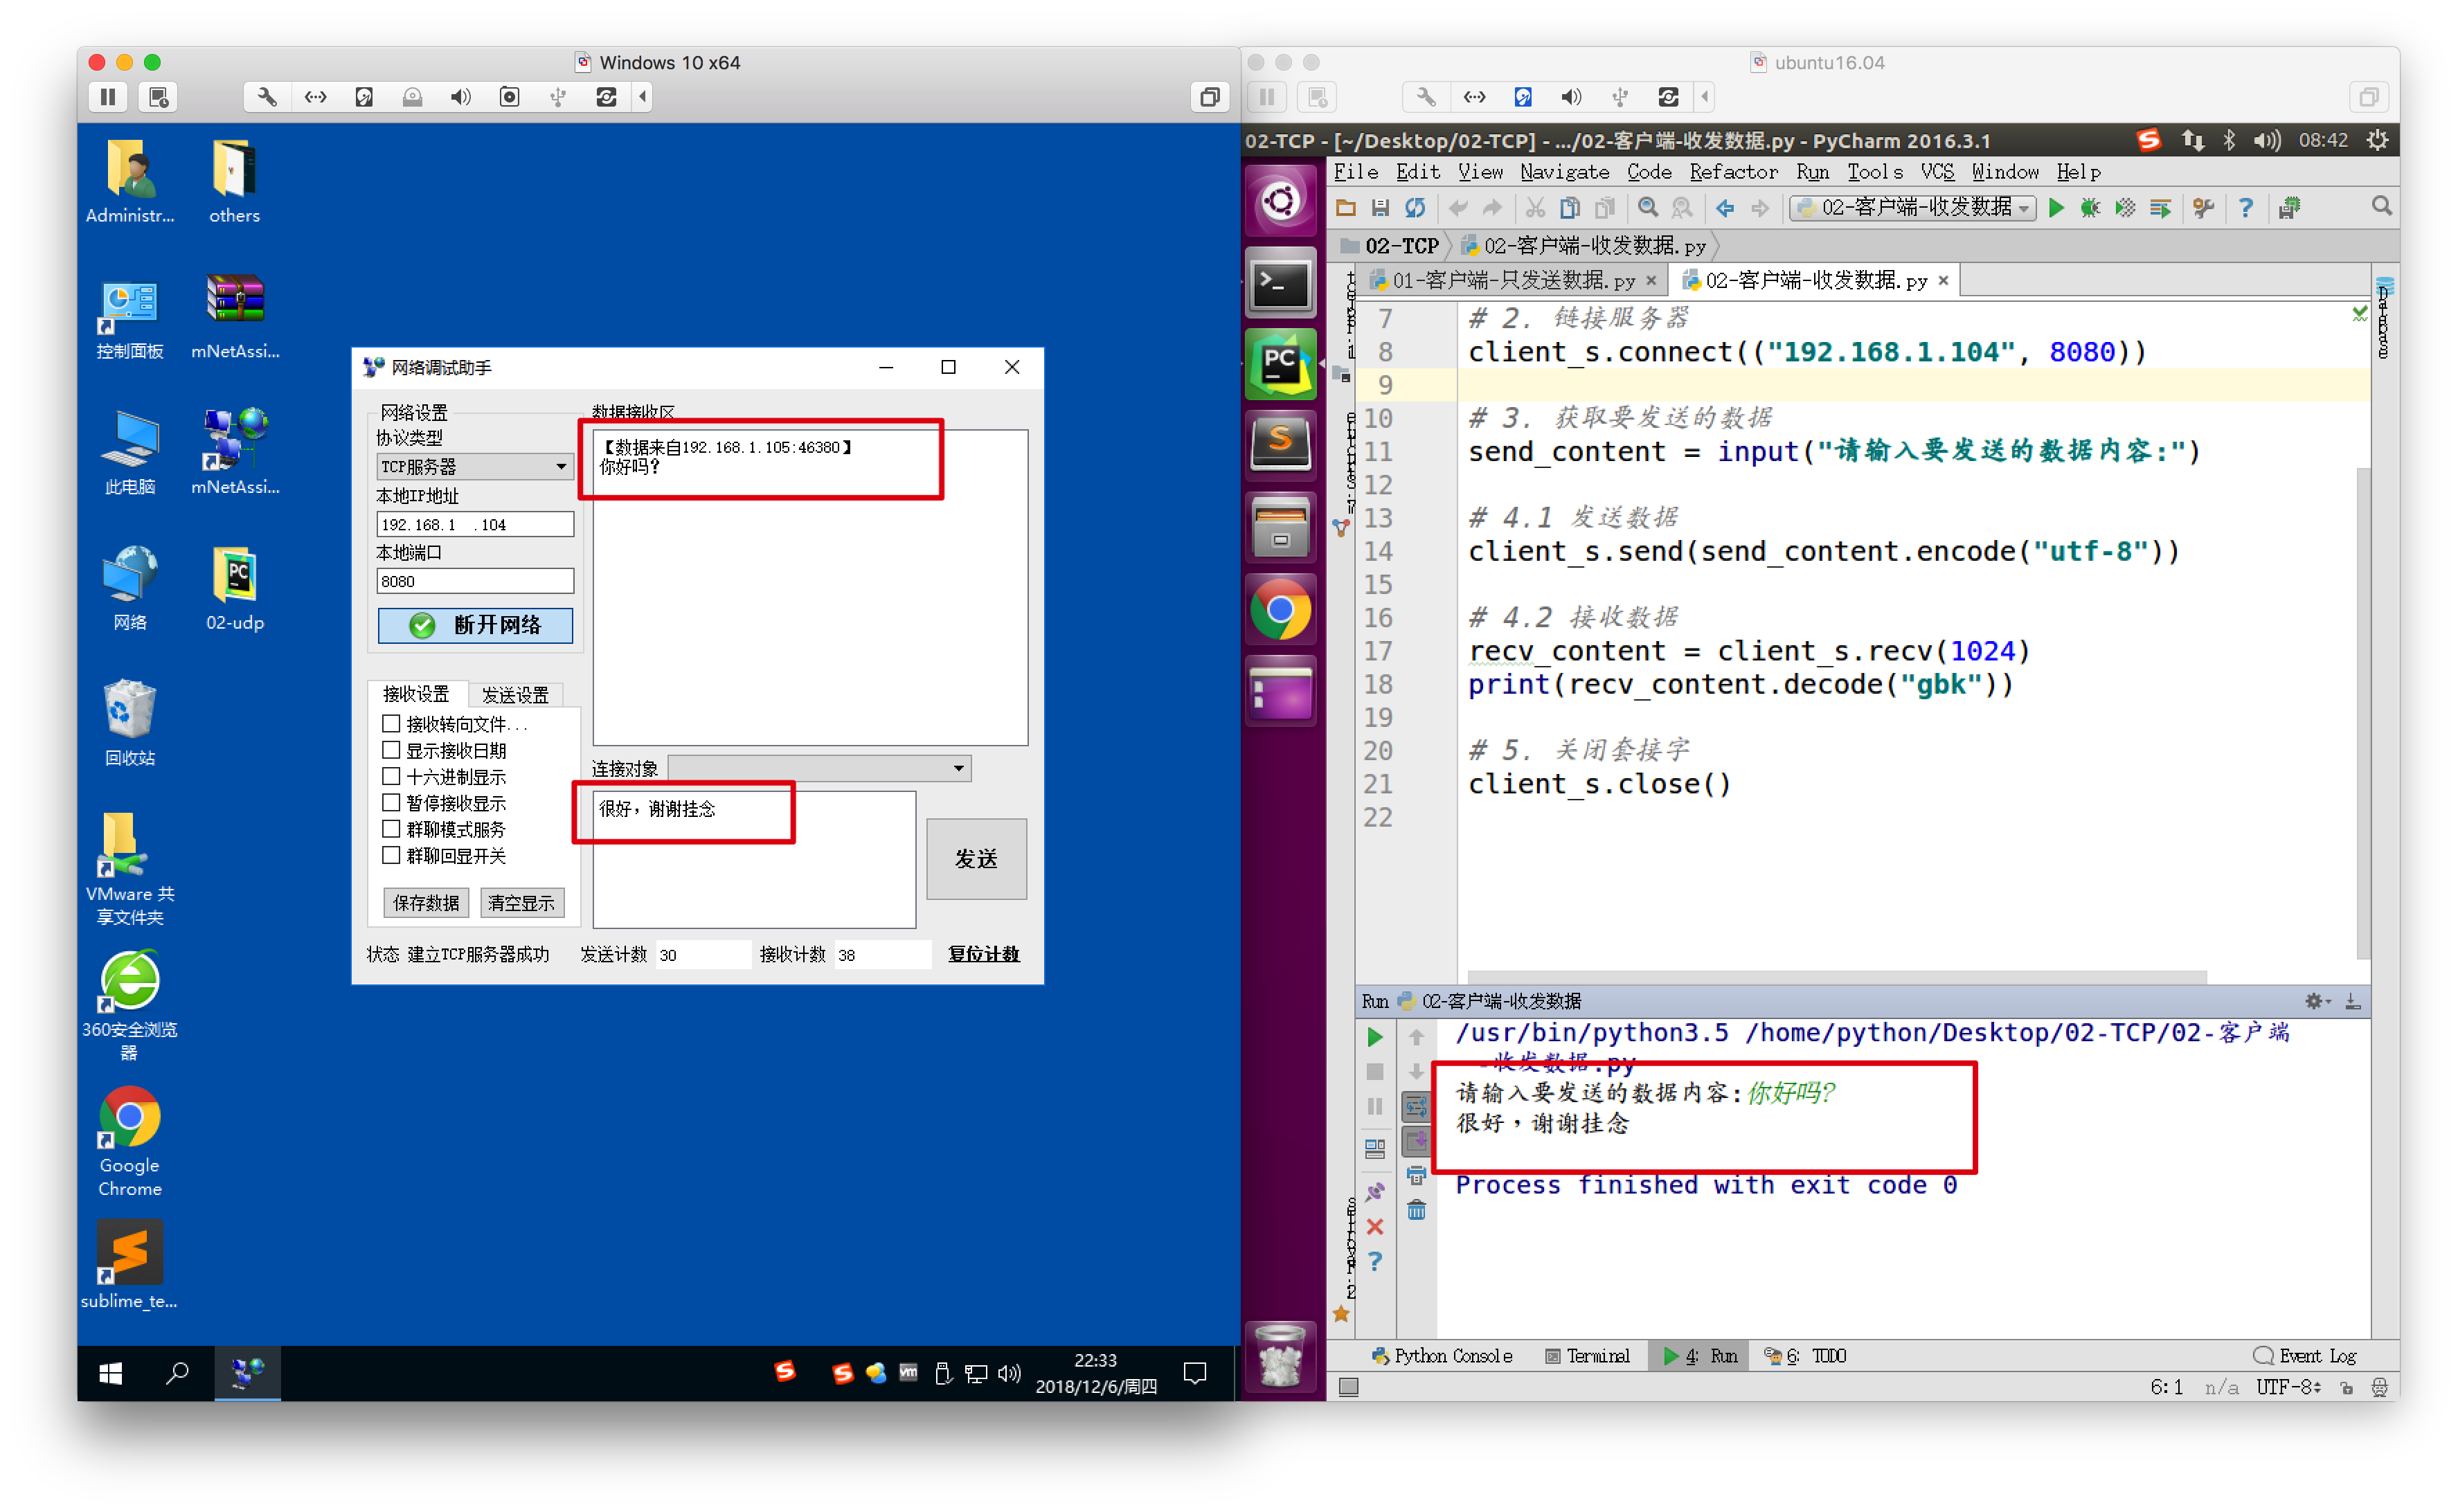 Windows 10 x64
ubuntu16.04
Administr...
others
控制面板
mNetAssi...
此电脑
mNetAssi...
网络
02-udp
回收站
VMware 共
享文件夹
360安全浏览
器
Google
Chrome
sublime_te...
网络调试助手
网络设置
协议类型
TCP服务器
本地IP地址
192.168.1 .104
本地端口
8080
断开网络
接收设置
发送设置
接收转向文件...
显示接收日期
十六进制显示
暂停接收显示
群聊模式服务
群聊回显开关
保存数据
清空显示
数据接收区
【数据来自192.168.1.105:46380】
你好吗?
连接对象
很好，谢谢挂念
发送
状态 建立TCP服务器成功
发送计数 30
接收计数 38
复位计数
22:33
2018/12/6/周四
02-TCP - [~/Desktop/02-TCP] - .../02-客户端-收发数据.py - PyCharm 2016.3.1
08:42
File Edit View Navigate Code Refactor Run Tools VCS Window Help
02-客户端-收发数据
02-TCP
02-客户端-收发数据.py
01-客户端-只发送数据.py
02-客户端-收发数据.py
7 # 2. 链接服务器
8 client_s.connect(("192.168.1.104", 8080))
9
10 # 3. 获取要发送的数据
11 send_content = input("请输入要发送的数据内容:")
12
13 # 4.1 发送数据
14 client_s.send(send_content.encode("utf-8"))
15
16 # 4.2 接收数据
17 recv_content = client_s.recv(1024)
18 print(recv_content.decode("gbk"))
19
20 # 5. 关闭套接字
21 client_s.close()
22
Database
Run 02-客户端-收发数据
/usr/bin/python3.5 /home/python/Desktop/02-TCP/02-客户端
-收发数据.py
请输入要发送的数据内容:你好吗?
很好，谢谢挂念
Process finished with exit code 0
Python Console
Terminal
4: Run
6: TODO
Event Log
6:1 n/a UTF-8